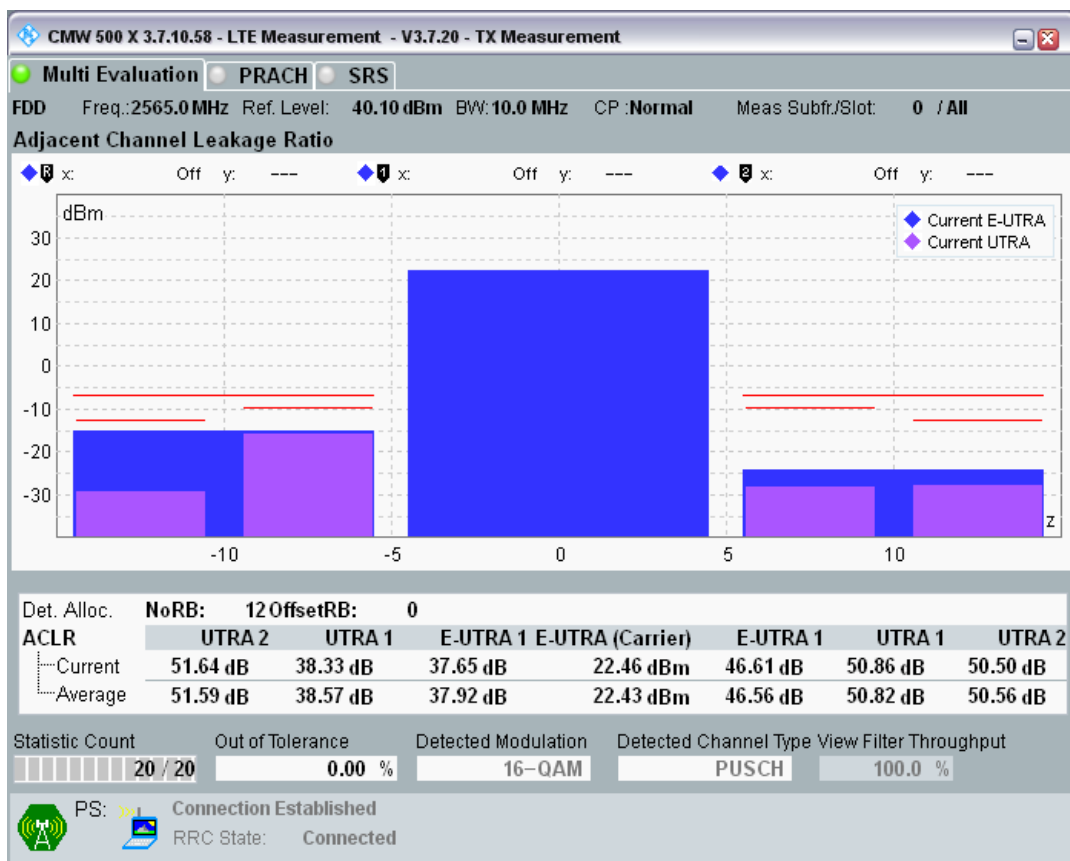 CMW 500 X 3.7.10.58 - LTE Measurement - V3.7.20 - TX Measurement
Multi Evaluation PRACH SRS
FDD Freq.:2565.0 MHz Ref. Level: 40.10 dBm BW: 10.0 MHz CP :Normal Meas Subfr./Slot: 0 / All
Adjacent Channel Leakage Ratio
R x: Off y: --- 1 x: Off y: --- 2 x: Off y: ---
dBm
Current E-UTRA
Current UTRA
30
20
10
0
-10
-20
-30
z
-10 -5 0 5 10
Det. Alloc. NoRB: 12 OffsetRB: 0
ACLR UTRA 2 UTRA 1 E-UTRA 1 E-UTRA (Carrier) E-UTRA 1 UTRA 1 UTRA 2
Current 51.64 dB 38.33 dB 37.65 dB 22.46 dBm 46.61 dB 50.86 dB 50.50 dB
Average 51.59 dB 38.57 dB 37.92 dB 22.43 dBm 46.56 dB 50.82 dB 50.56 dB
Statistic Count Out of Tolerance Detected Modulation Detected Channel Type View Filter Throughput
20 / 20 0.00 % 16-QAM PUSCH 100.0 %
PS: Connection Established
RRC State: Connected